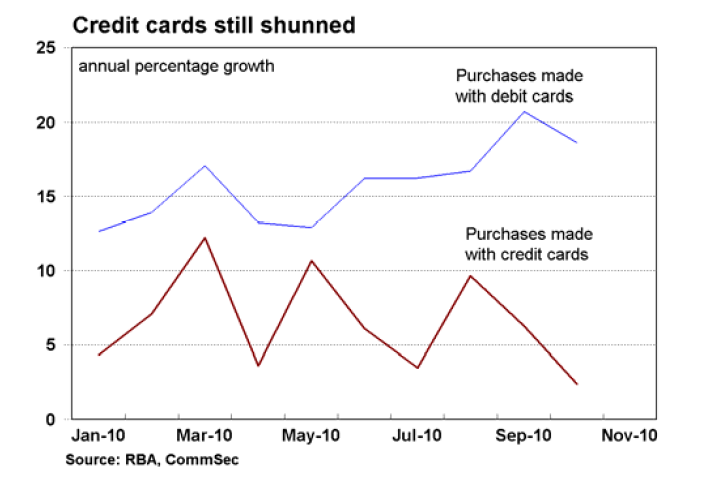 Credit cards still shunned
25
annual percentage growth
Purchases made
with debit cards
20
15
Purchases made
with credit cards
10
5
0
Jan-10 Mar-10 May-10 Jul-10 Sep-10 Nov-10
Source: RBA, CommSec